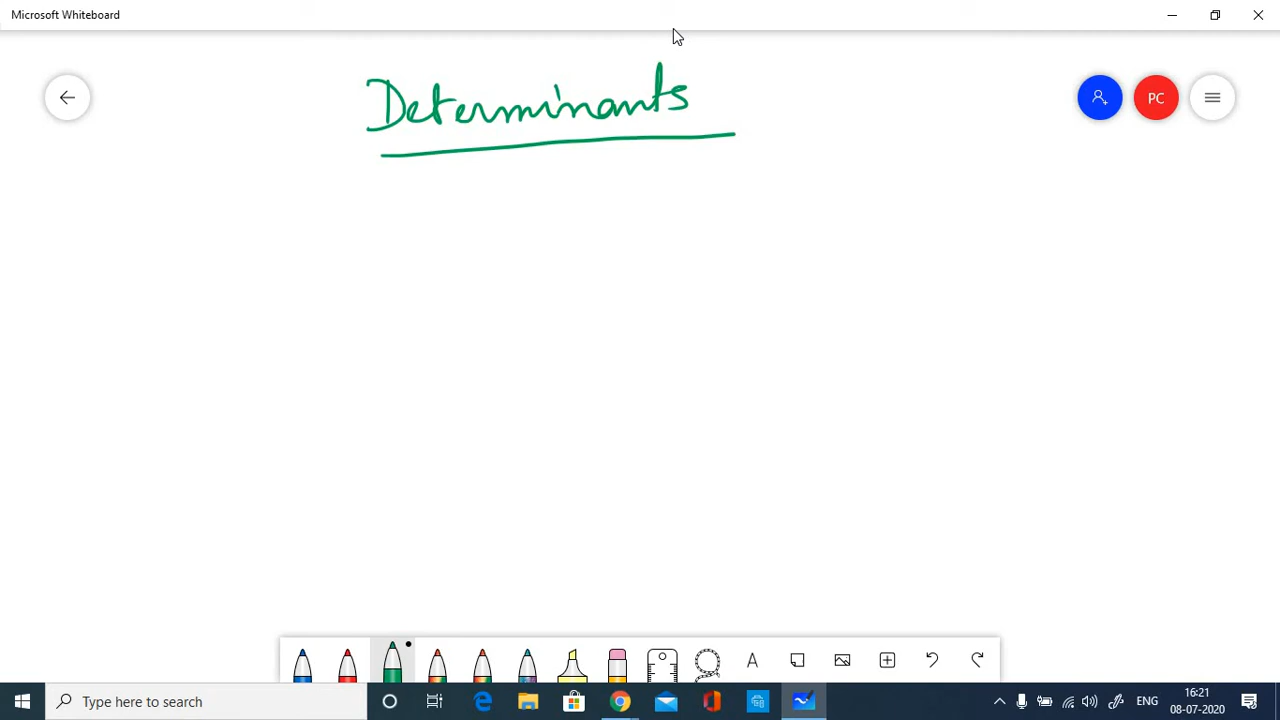 Microsoft Whiteboard
Determinants
PC
A
Type here to search
ENG
16:21
08-07-2020